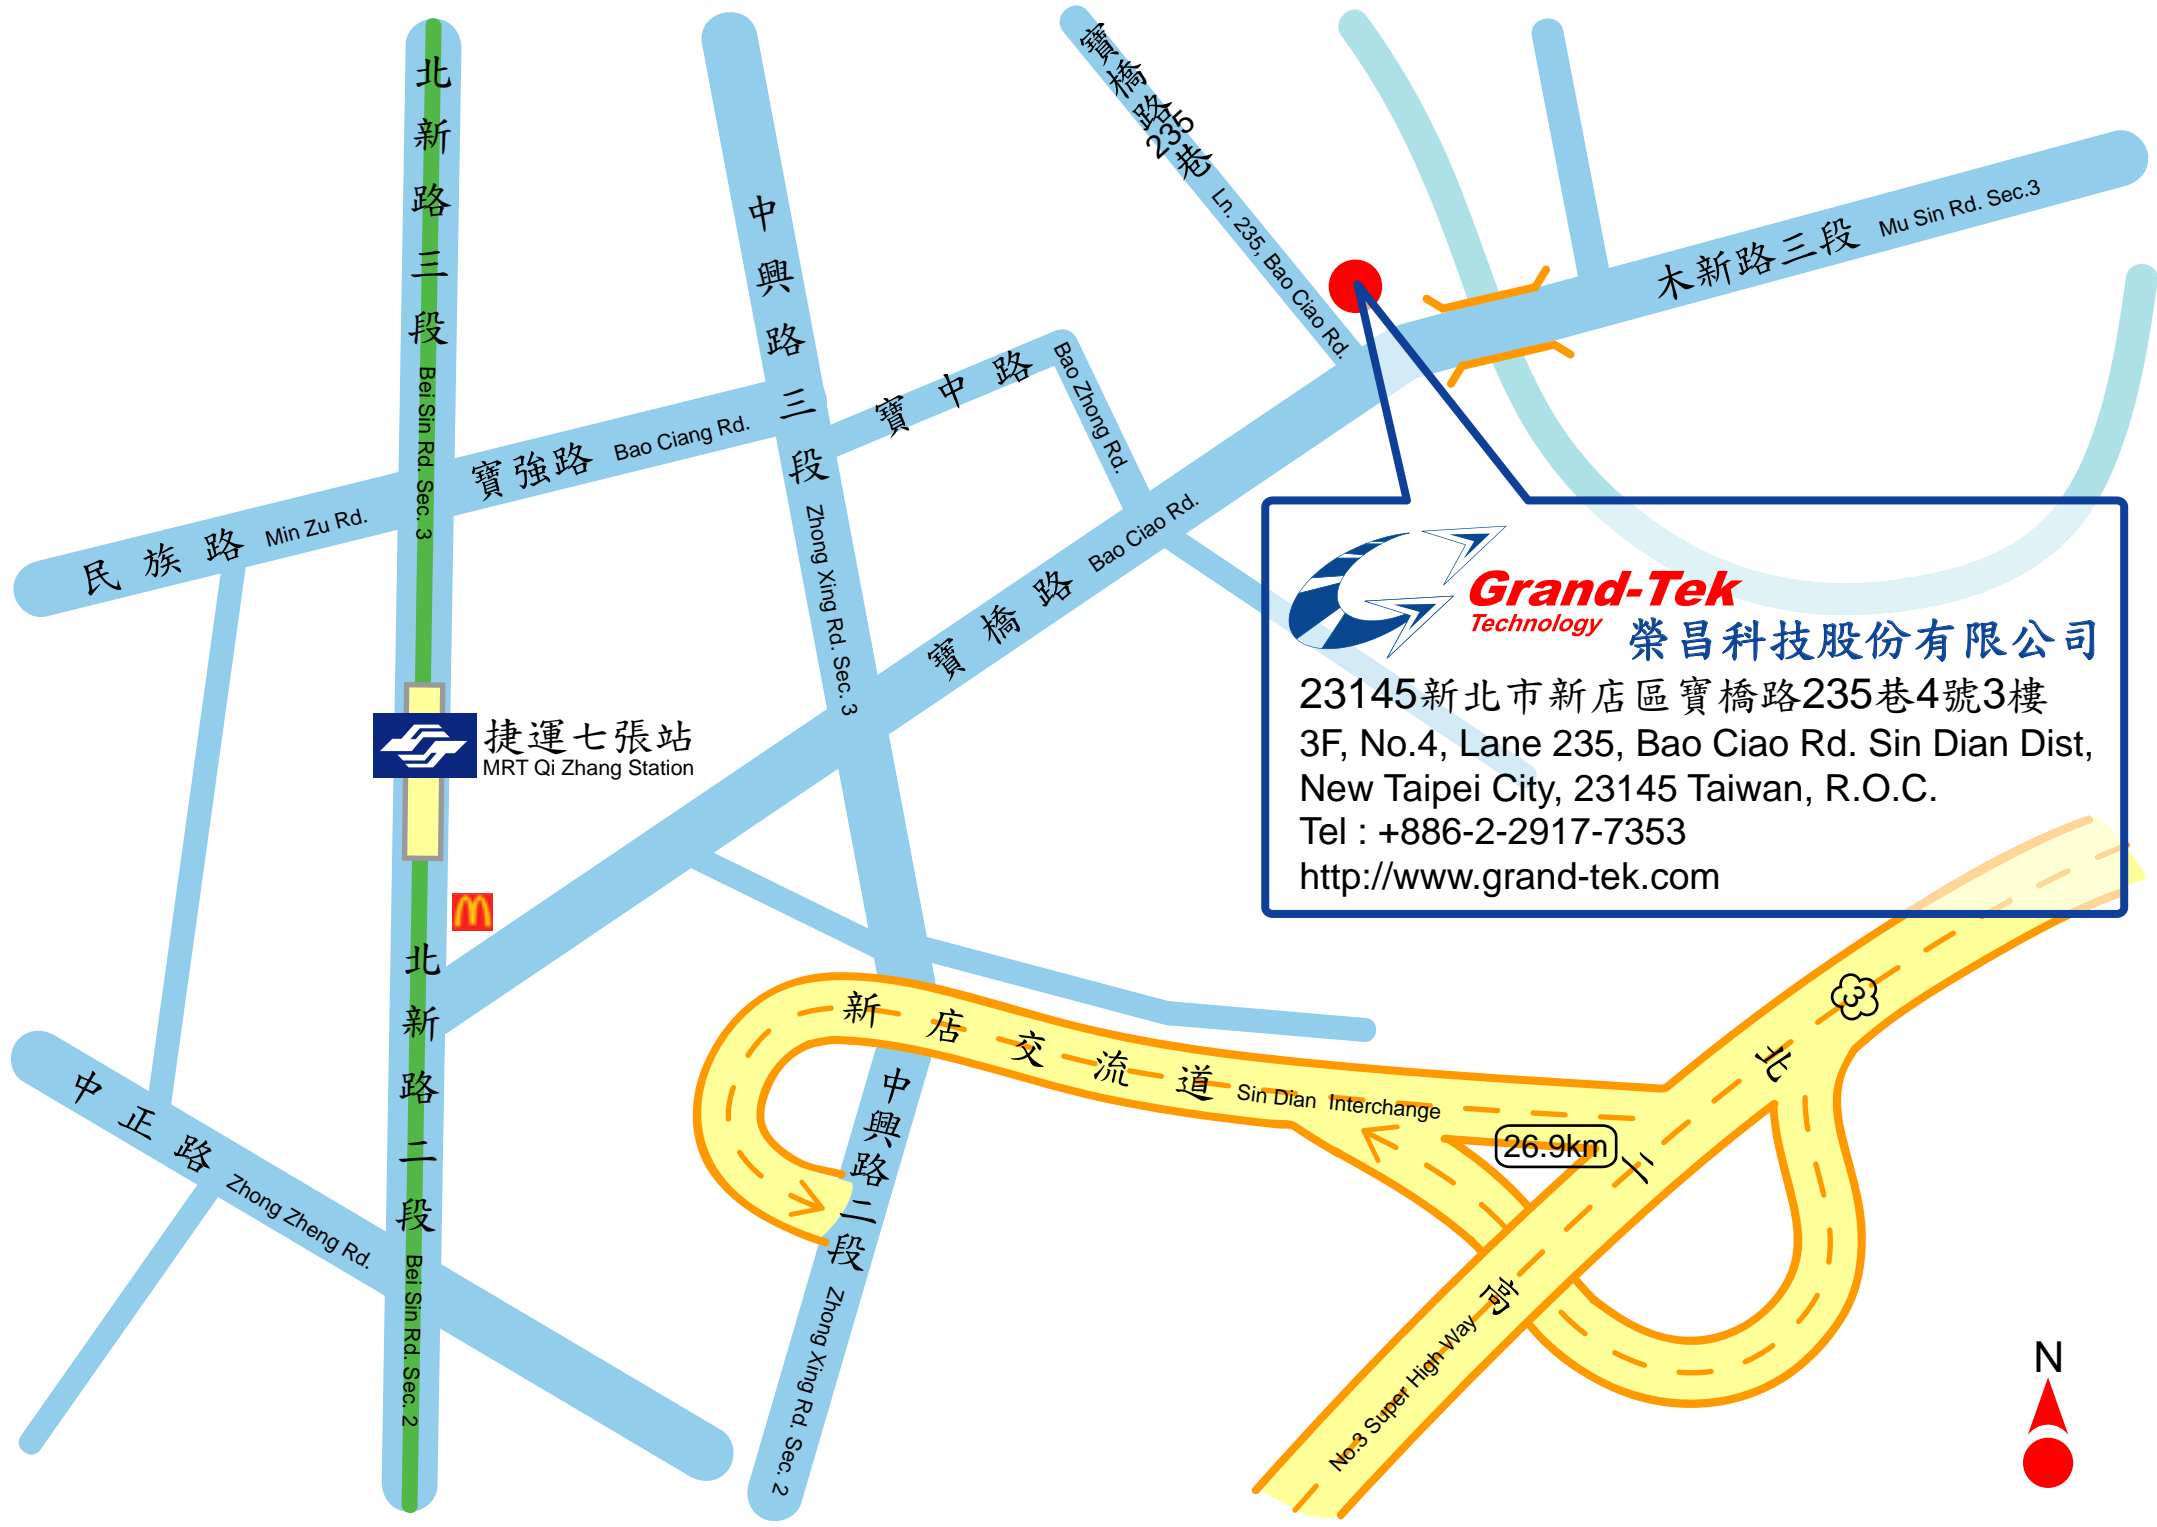 北新路三段
Bei Sin Rd. Sec. 3
中興路三段
Zhong Xing Rd. Sec. 3
寶橋路235巷
Ln. 235, Bao Ciao Rd.
木新路三段 Mu Sin Rd. Sec.3
寶中路
Bao Zhong Rd.
寶強路 Bao Ciang Rd.
民族路 Min Zu Rd.
寶橋路 Bao Ciao Rd.
Grand-Tek
Technology
榮昌科技股份有限公司
23145新北市新店區寶橋路235巷4號3樓
3F, No.4, Lane 235, Bao Ciao Rd. Sin Dian Dist,
New Taipei City, 23145 Taiwan, R.O.C.
Tel : +886-2-2917-7353
http://www.grand-tek.com
捷運七張站
MRT Qi Zhang Station
北新路二段
Bei Sin Rd. Sec. 2
中正路
Zhong Zheng Rd.
新店交流道 Sin Dian Interchange
中興路二段
Zhong Xing Rd. Sec. 2
26.9km
3
北二高
No.3 Super High Way
N